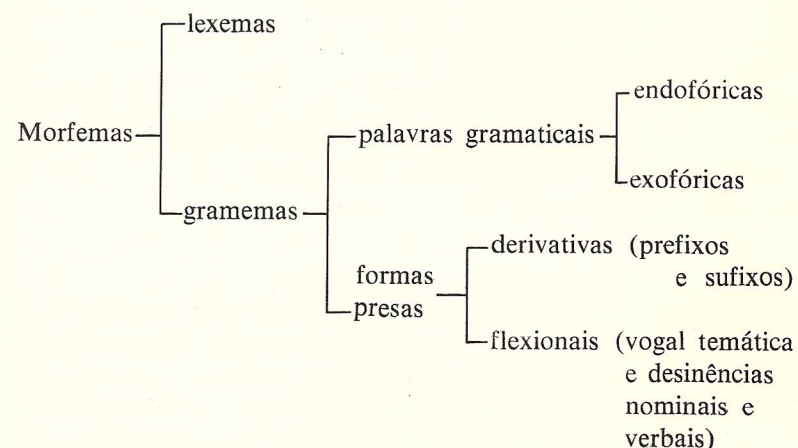 lexemas
endofóricas
Morfemas
palavras gramaticais
exofóricas
gramemas
derivativas (prefixos
e sufixos)
formas
presas
flexionais (vogal temática
e desinências
nominais e
verbais)